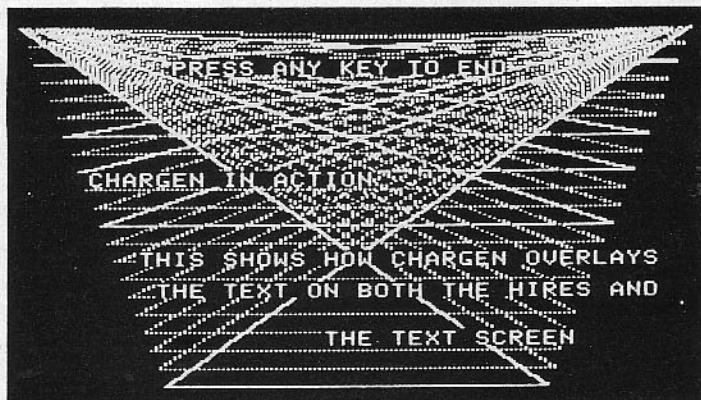 PRESS ANY KEY TO END
CHARGEN IN ACTION
THIS SHOWS HOW CHARGEN OVERLAYS
THE TEXT ON BOTH THE HIRES AND
THE TEXT SCREEN